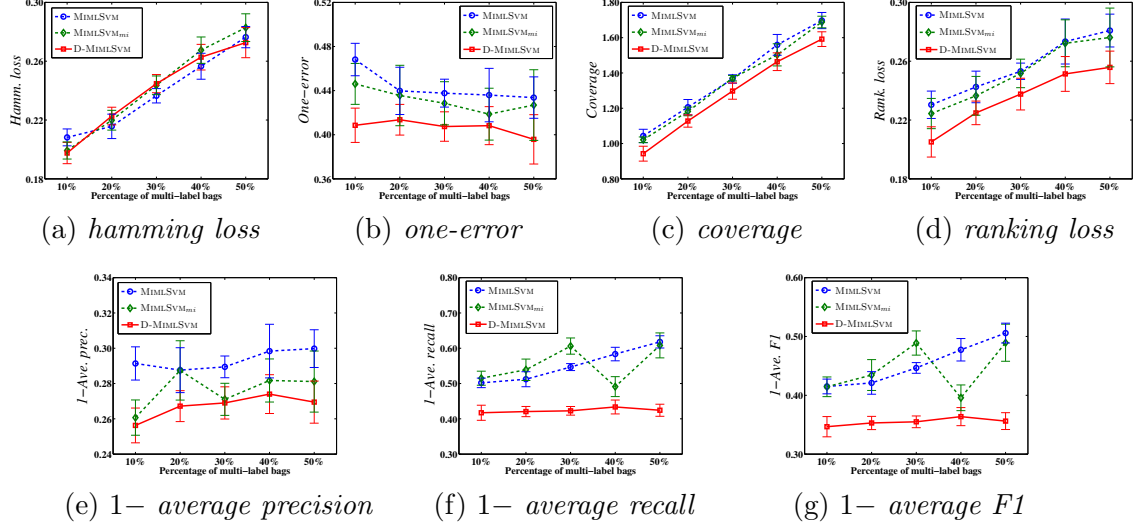 0.30
0.26
0.22
0.18
Hamm. loss
MIMLSVM
MIMLSVMmi
D-MIMLSVM
10% 20% 30% 40% 50%
Percentage of multi-label bags
(a) hamming loss
0.52
0.48
0.44
0.40
0.36
One-error
MIMLSVM
MIMLSVMmi
D-MIMLSVM
10% 20% 30% 40% 50%
Percentage of multi-label bags
(b) one-error
2.00
1.80
1.60
1.40
1.20
1.00
0.80
Coverage
MIMLSVM
MIMLSVMmi
D-MIMLSVM
10% 20% 30% 40% 50%
Percentage of multi-label bags
(c) coverage
0.30
0.26
0.22
0.18
Rank. loss
MIMLSVM
MIMLSVMmi
D-MIMLSVM
10% 20% 30% 40% 50%
Percentage of multi-label bags
(d) ranking loss
0.34
0.32
0.30
0.28
0.26
0.24
1-Ave. prec.
MIMLSVM
MIMLSVMmi
D-MIMLSVM
10% 20% 30% 40% 50%
Percentage of multi-label bags
(e) 1− average precision
0.80
0.70
0.60
0.50
0.40
0.30
1-Ave. recall
MIMLSVM
MIMLSVMmi
D-MIMLSVM
10% 20% 30% 40% 50%
Percentage of multi-label bags
(f) 1− average recall
0.60
0.50
0.40
0.30
1-Ave. F1
MIMLSVM
MIMLSVMmi
D-MIMLSVM
10% 20% 30% 40% 50%
Percentage of multi-label bags
(g) 1− average F1